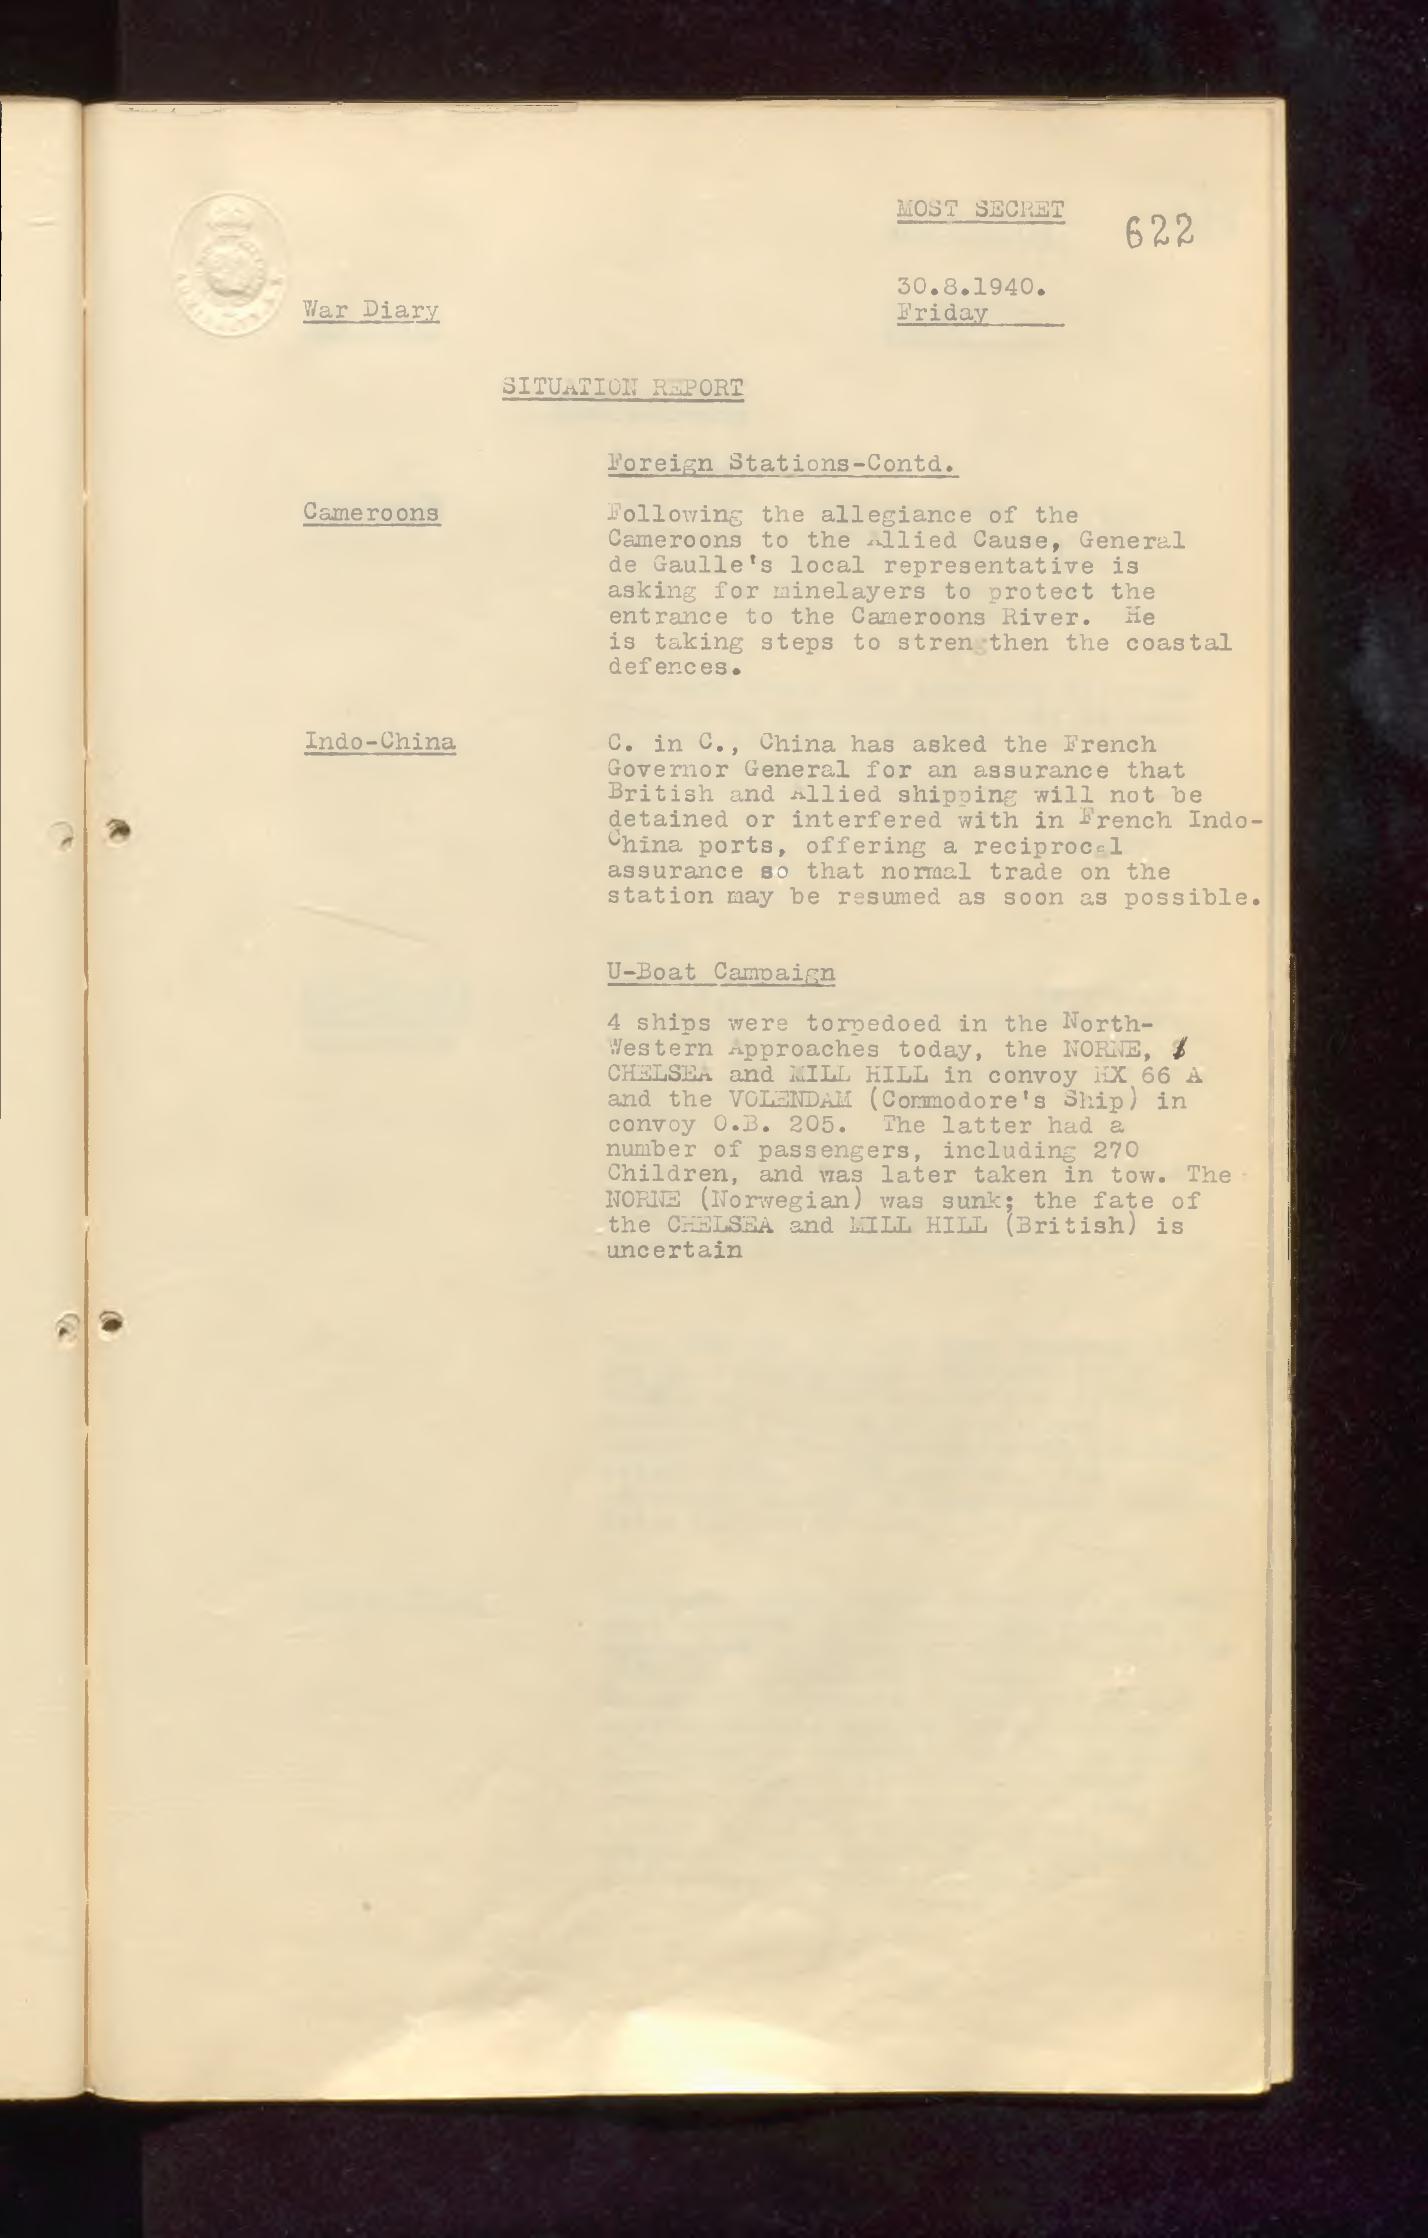 MOST SECRET
622
30.8.1940.
War Diary
Friday
SITUATION REPORT
Foreign Stations-Contd.
Cameroons
Following the allegiance of the
Cameroons to the Allied Cause, General
de Gaulle's local representative is
asking for minelayers to protect the
entrance to the Cameroons River. He
is taking steps to strengthen the coastal
defences.
Indo-China
C. in C., China has asked the French
Governor General for an assurance that
British and Allied shipping will not be
detained or interfered with in French Indo-
China ports, offering a reciprocal
assurance so that normal trade on the
station may be resumed as soon as possible.
U-Boat Campaign
4 ships were torpedoed in the North-
Western Approaches today, the NORNE,
CHELSEA and MILL HILL in convoy HX 66 A
and the VOLENDAM (Commodore's Ship) in
convoy O.B. 205. The latter had a
number of passengers, including 270
Children, and was later taken in tow. The
NORNE (Norwegian) was sunk; the fate of
the CHELSEA and MILL HILL (British) is
uncertain